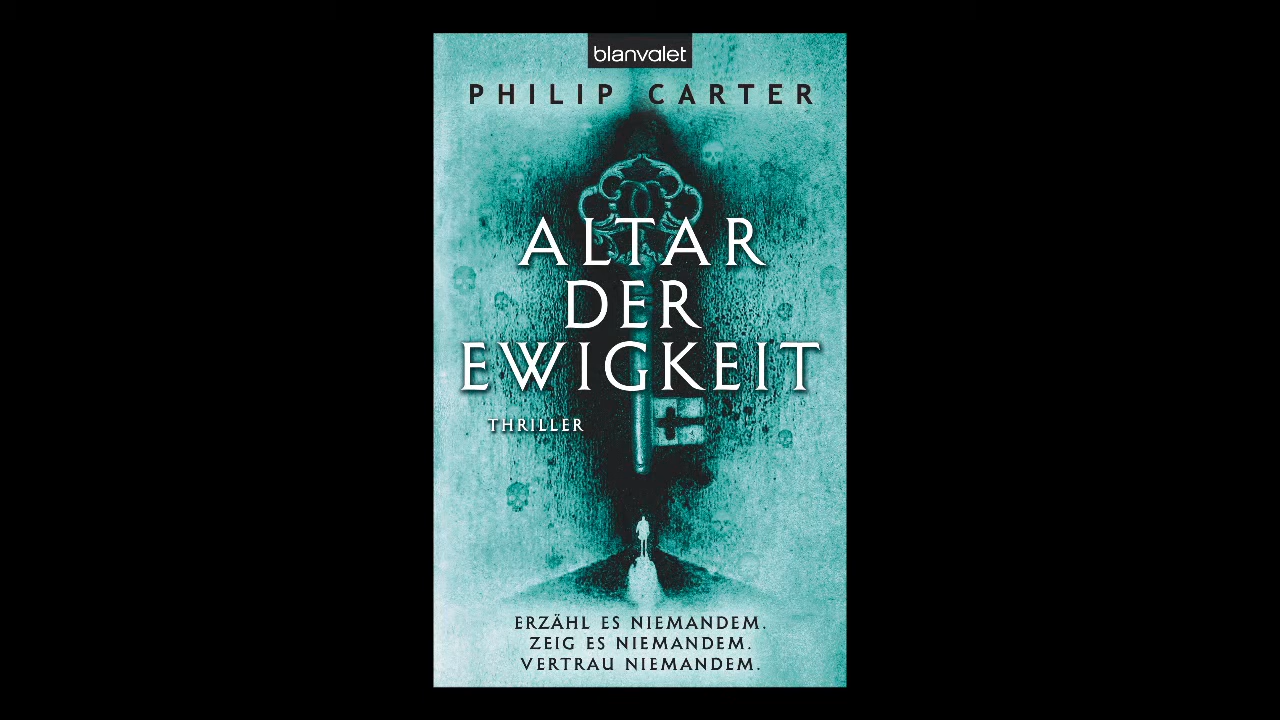 blanvalet
PHILIP CARTER
ALTAR
DER
EWIGKEIT
THRILLER
ERZÄHL ES NIEMANDEM.
ZEIG ES NIEMANDEM.
VERTRAU NIEMANDEM.